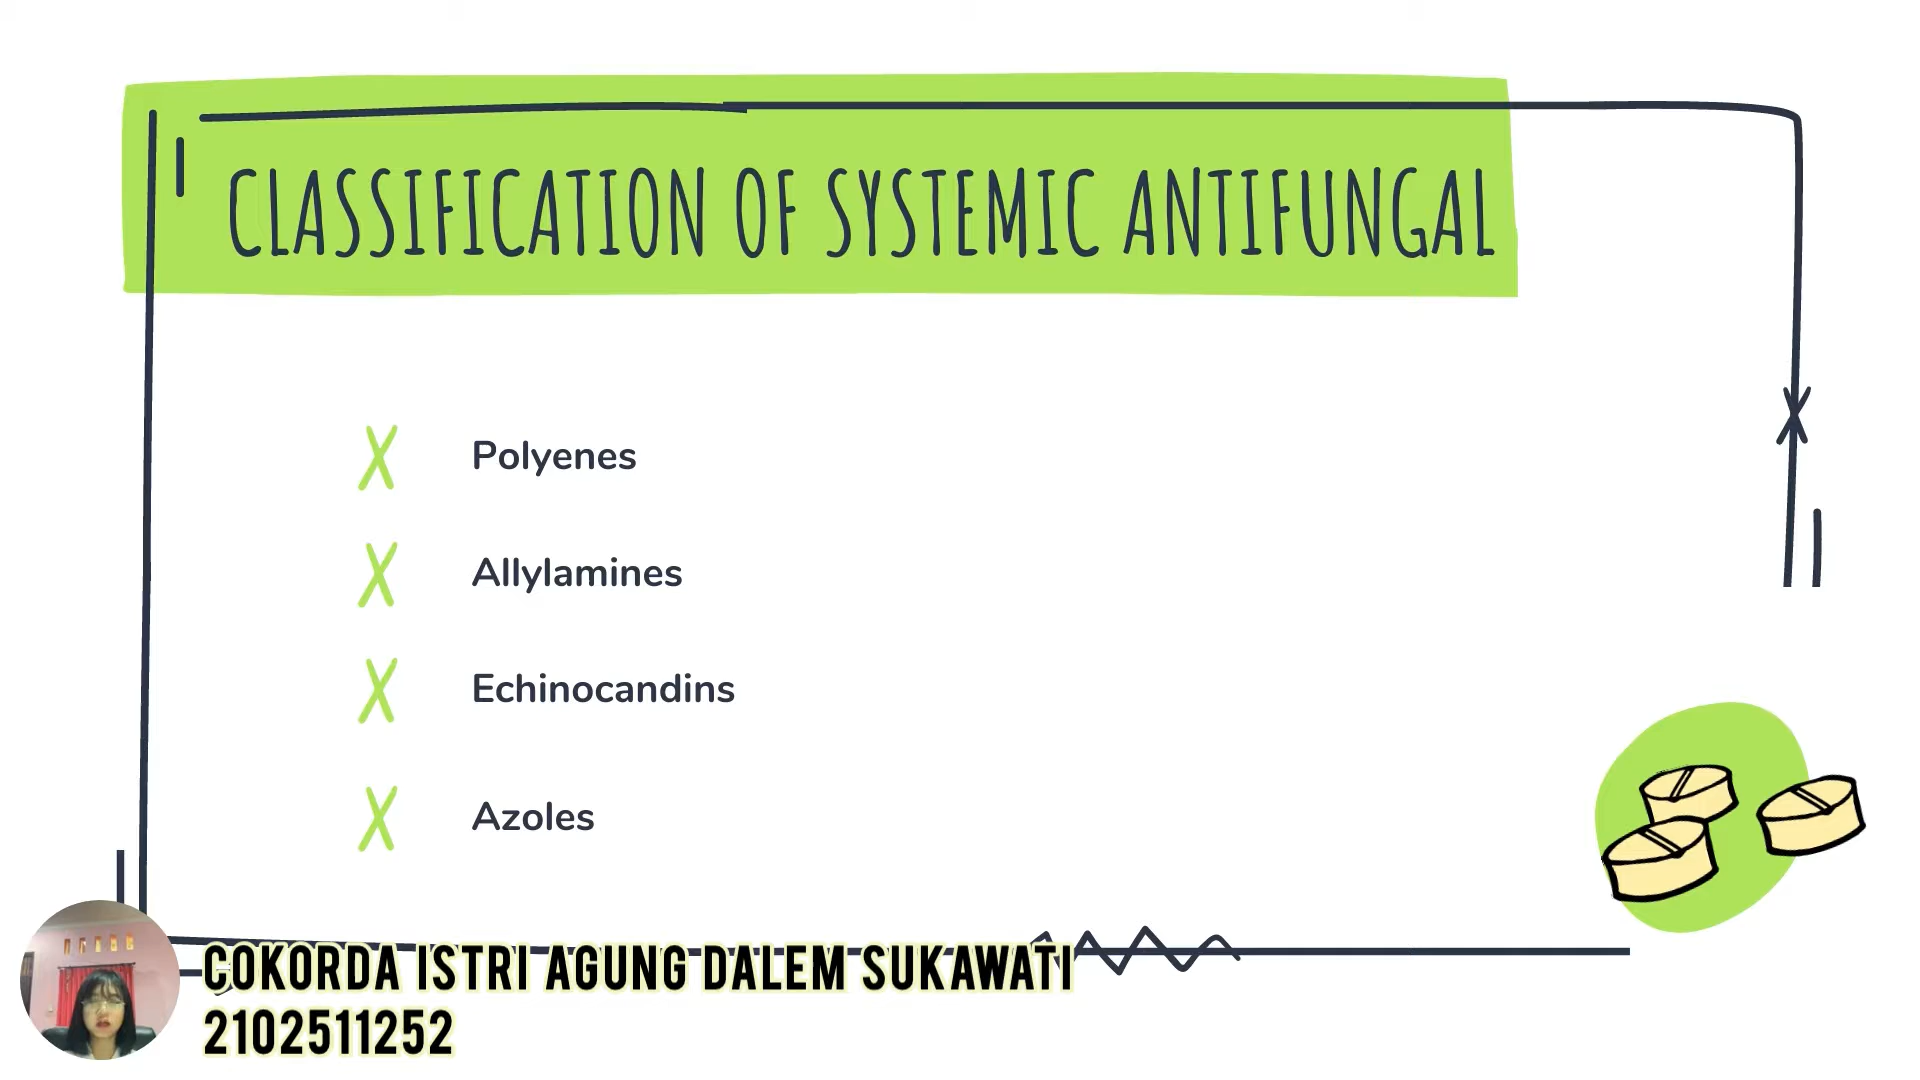 CLASSIFICATION OF SYSTEMIC ANTIFUNGAL
Polyenes
Allylamines
Echinocandins
Azoles
COKORDA ISTRI AGUNG DALEM SUKAWATI
2102511252